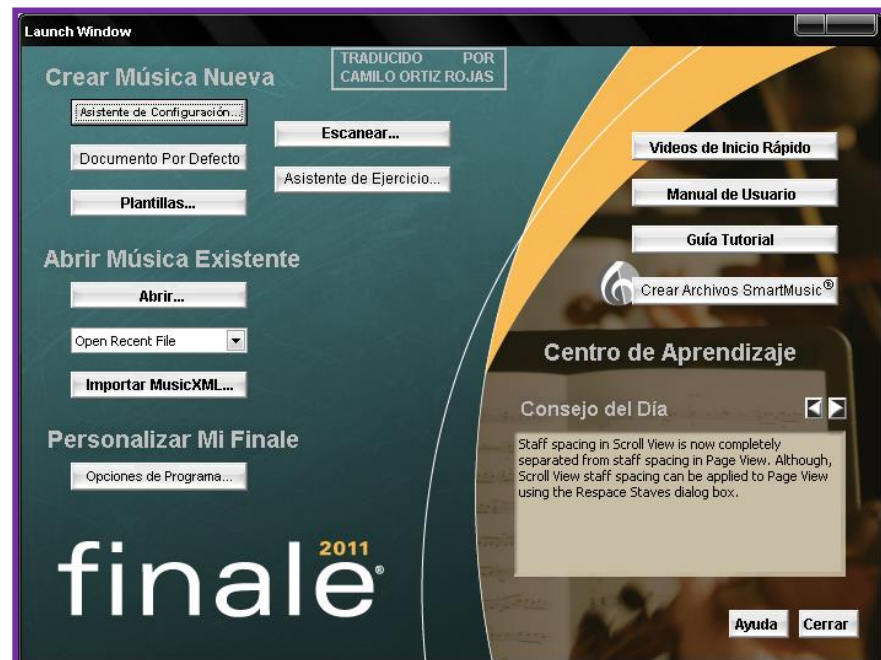 Launch Window
TRADUCIDO POR
CAMILO ORTIZ ROJAS
Crear Música Nueva
Asistente de Configuración...
Documento Por Defecto
Plantillas...
Escanear...
Asistente de Ejercicio...
Abrir Música Existente
Abrir...
Open Recent File
Importar MusicXML...
Personalizar Mi Finale
Opciones de Programa...
finale® 2011
Videos de Inicio Rápido
Manual de Usuario
Guía Tutorial
Crear Archivos SmartMusic®
Centro de Aprendizaje
Consejo del Día
Staff spacing in Scroll View is now completely
separated from staff spacing in Page View. Although,
Scroll View staff spacing can be applied to Page View
using the Respace Staves dialog box.
Ayuda Cerrar